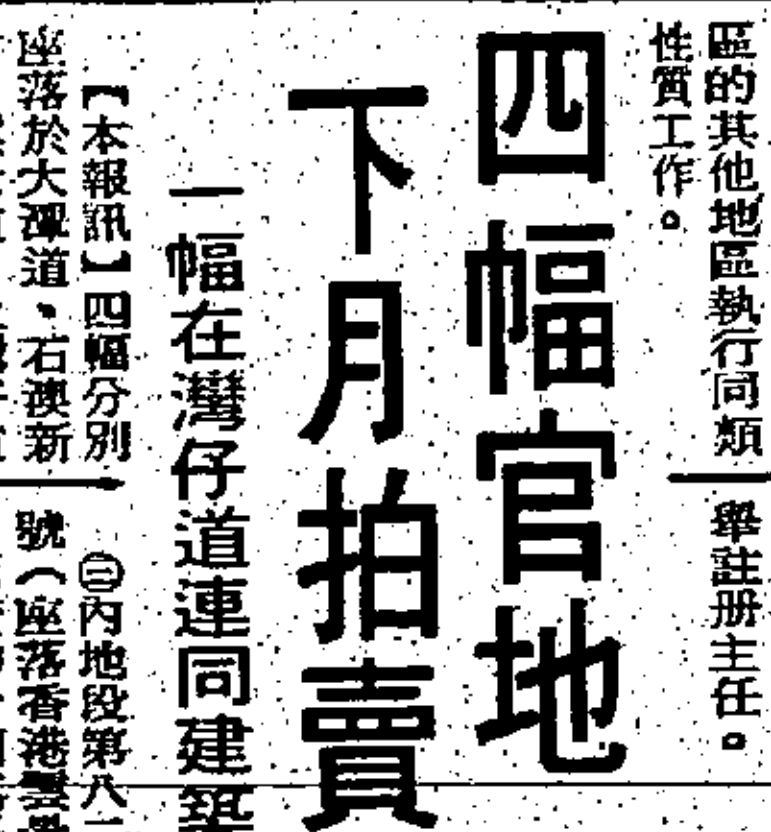 區的其他地區執行同類
性質工作。
舉註册主任。
四幅官地
下月拍賣
一幅在灣仔道連同建築
【本報訊】四幅分別
座落於大潭道、石澳新
㊂內地段第八
號（座落香港